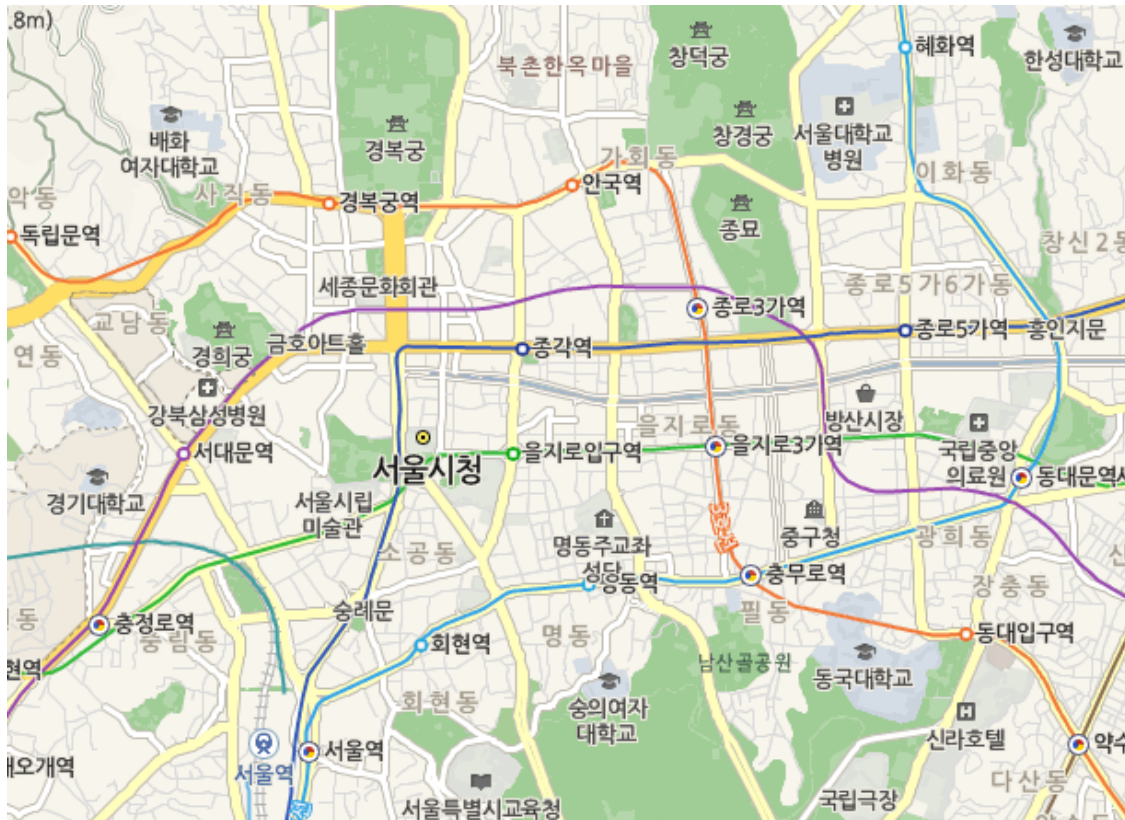 .8m)
혜화역
한성대학교
창덕궁
북촌한옥마을
배화
여자대학교
경복궁
창경궁
서울대학교
병원
가회동
이화동
악동
사직동
경복궁역
안국역
독립문역
종묘
창신2동
세종문화회관
종로5가6가동
종로3가역
교남동
종로5가역
흥인지문
연동
경희궁
금호아트홀
종각역
강북삼성병원
을지로동
방산시장
서대문역
서울시청
을지로입구역
을지로3가역
국립중앙
의료원
동대문역사
경기대학교
서울시립
미술관
3호선
중구청
소공동
명동주교좌
성당
광희동
명동역
충무로역
장충동
충정로역
숭례문
필동
동대입구역
중림동
회현역
명동
현역
남산골공원
동국대학교
회현동
숭의여자
대학교
신라호텔
서울역
서울역
약수
대오개역
다산동
서울특별시교육청
국립극장